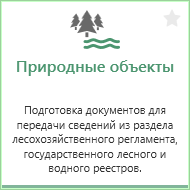 Природные объекты
Подготовка документов для
передачи сведений из раздела
лесохозяйственного регламента,
государственного лесного и
водного реестров.